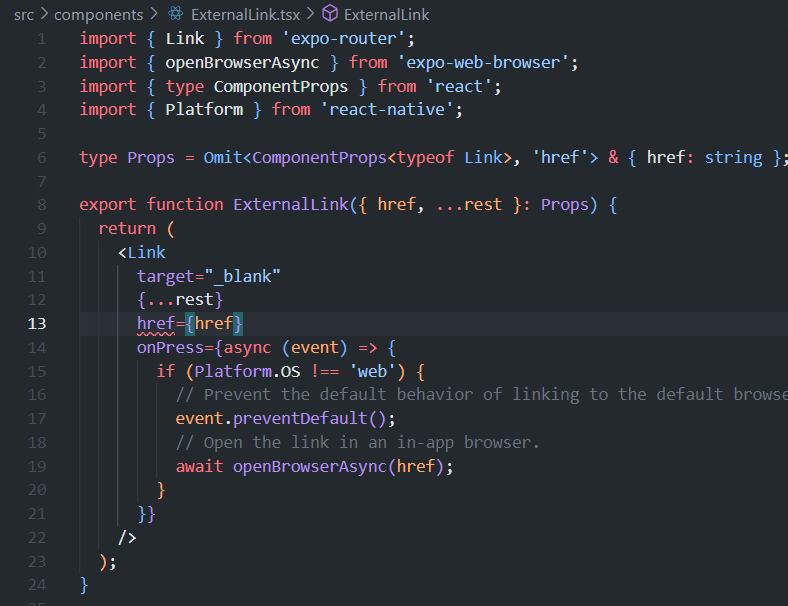 src > components > ExternalLink.tsx > ExternalLink
1 import { Link } from 'expo-router';
2 import { openBrowserAsync } from 'expo-web-browser';
3 import { type ComponentProps } from 'react';
4 import { Platform } from 'react-native';
5
6 type Props = Omit<ComponentProps<typeof Link>, 'href'> & { href: string };
7
8 export function ExternalLink({ href, ...rest }: Props) {
9 return (
10 <Link
11 target="_blank"
12 {...rest}
13 href={href}
14 onPress={async (event) => {
15 if (Platform.OS !== 'web') {
16 // Prevent the default behavior of linking to the default browse
17 event.preventDefault();
18 // Open the link in an in-app browser.
19 await openBrowserAsync(href);
20 }
21 }}
22 />
23 );
24 }